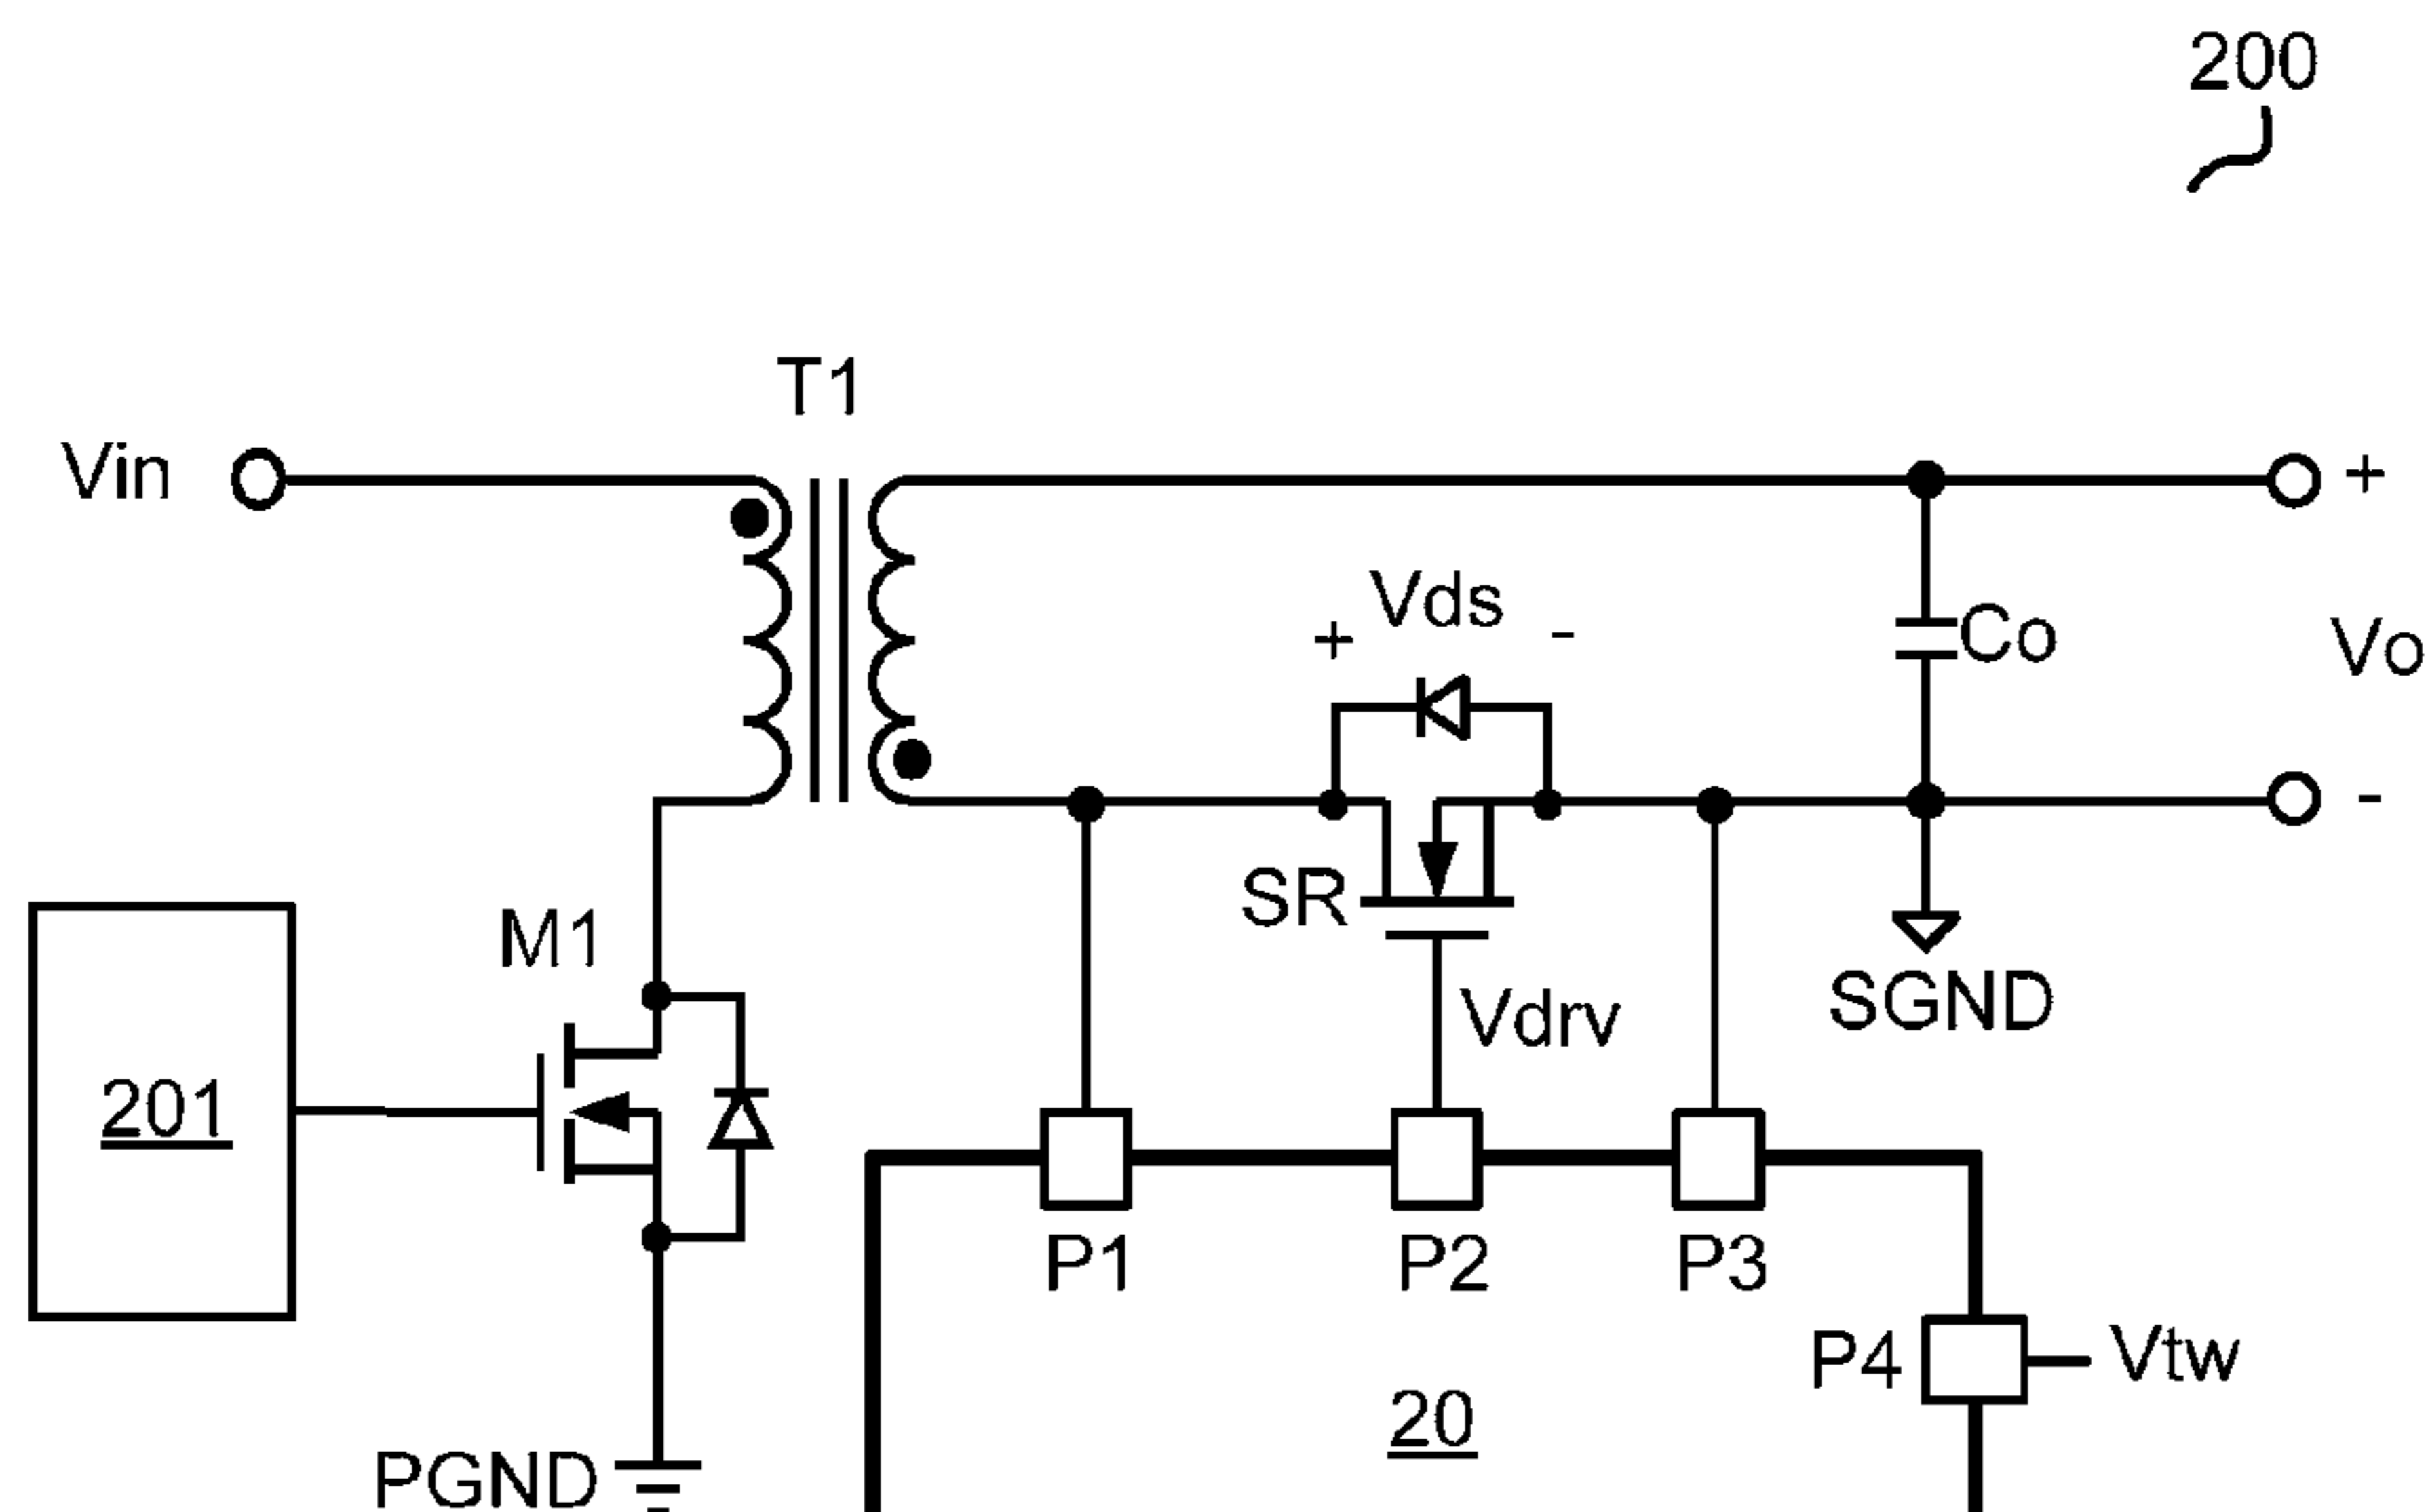 200
T1
Vin
+
Vds
+ -
Co
Vo
-
SR
M1
Vdrv
SGND
201
P1
P2
P3
P4
Vtw
20
PGND